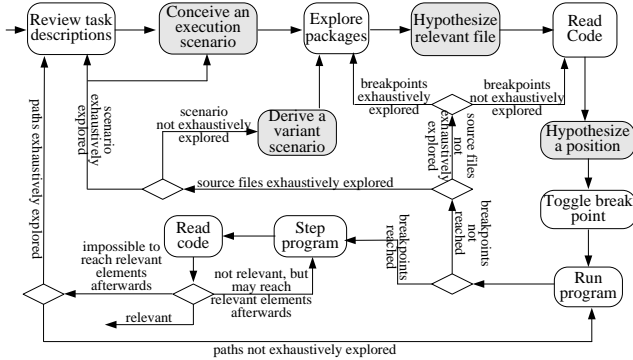 Review task
descriptions
Conceive an
execution scenario
Explore
packages
Hypothesize
relevant file
Read
Code
breakpoints
exhaustively
explored
breakpoints
not exhaustively
explored
scenario
exhaustively
explored
scenario
not exhaustively
explored
Derive a
variant scenario
source files
not
exhaustively
explored
Hypothesize
a position
paths exhaustively explored
source files exhaustively explored
Toggle break
point
Read
code
Step
program
breakpoints
reached
breakpoints
not
reached
impossible to
reach relevant
elements
afterwards
not relevant, but
may reach
relevant elements
afterwards
Run
program
relevant
paths not exhaustively explored